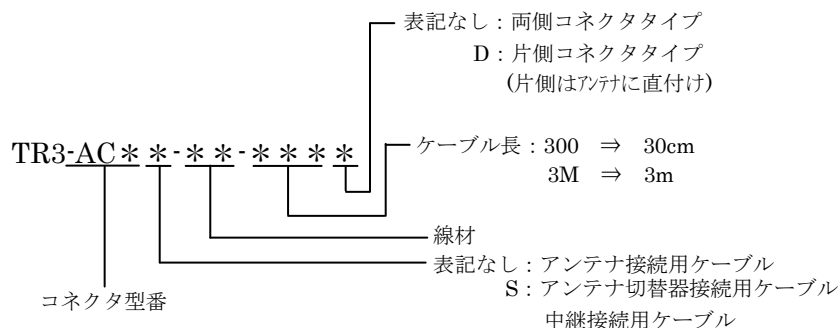 表記なし：両側コネクタタイプ
D：片側コネクタタイプ
(片側はｱﾝﾃﾅに直付け)
TR3-AC＊＊-＊＊-＊＊＊＊
ケーブル長：300 ⇒ 30cm
3M ⇒ 3m
線材
表記なし：アンテナ接続用ケーブル
S：アンテナ切替器接続用ケーブル
中継接続用ケーブル
コネクタ型番